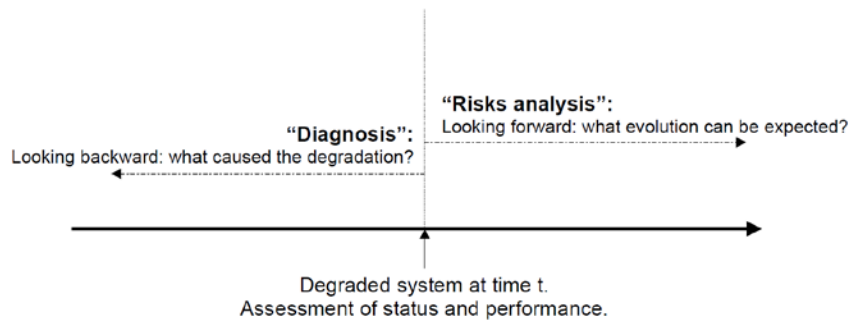 “Risks analysis”:
Looking forward: what evolution can be expected?
“Diagnosis”:
Looking backward: what caused the degradation?
Degraded system at time t.
Assessment of status and performance.